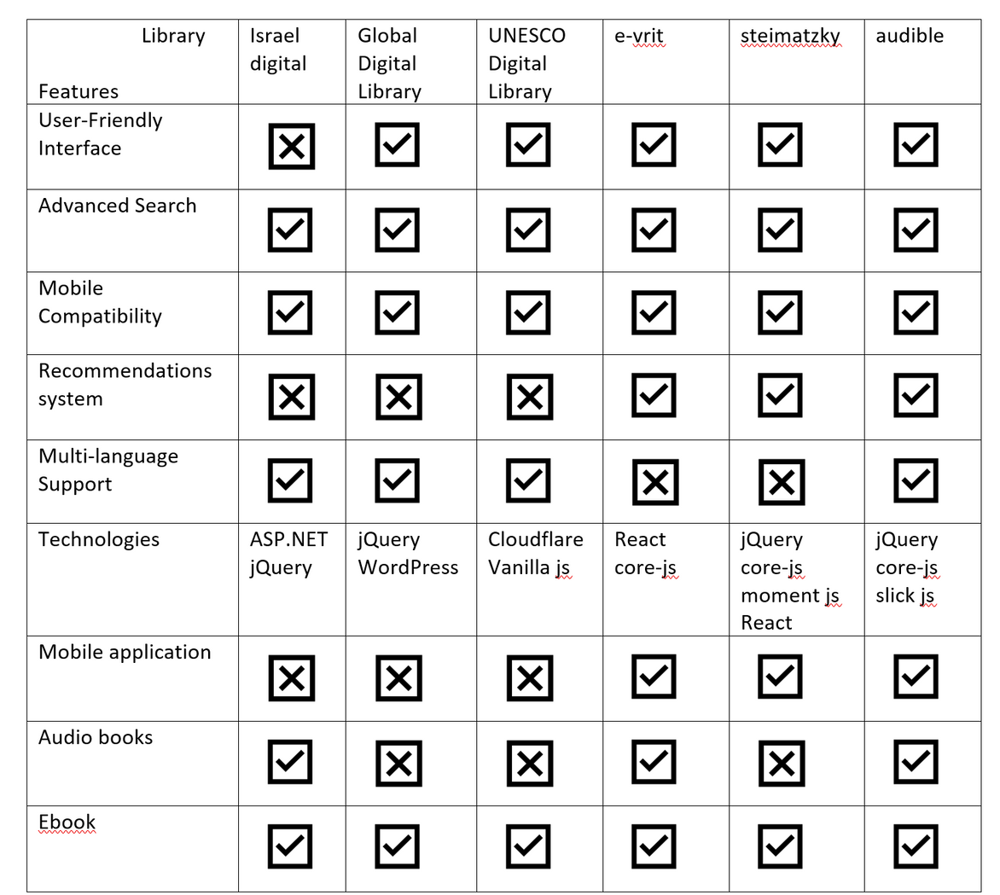 Library
Features
Israel
digital
Global
Digital
Library
UNESCO
Digital
Library
e-vrit
steimatzky
audible
User-Friendly
Interface
Advanced Search
Mobile
Compatibility
Recommendations
system
Multi-language
Support
Technologies
ASP.NET
jQuery
jQuery
WordPress
Cloudflare
Vanilla js
React
core-js
jQuery
core-js
moment js
React
jQuery
core-js
slick js
Mobile application
Audio books
Ebook